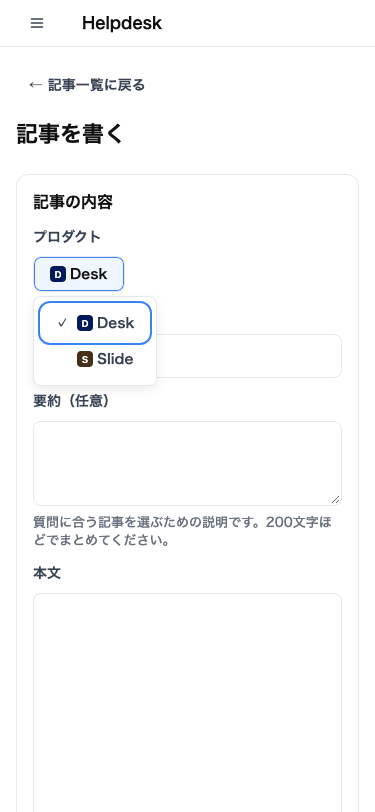 Helpdesk
← 記事一覧に戻る
記事を書く
記事の内容
プロダクト
D Desk
✓ D Desk
S Slide
要約（任意）
質問に合う記事を選ぶための説明です。200文字ほ
どでまとめてください。
本文